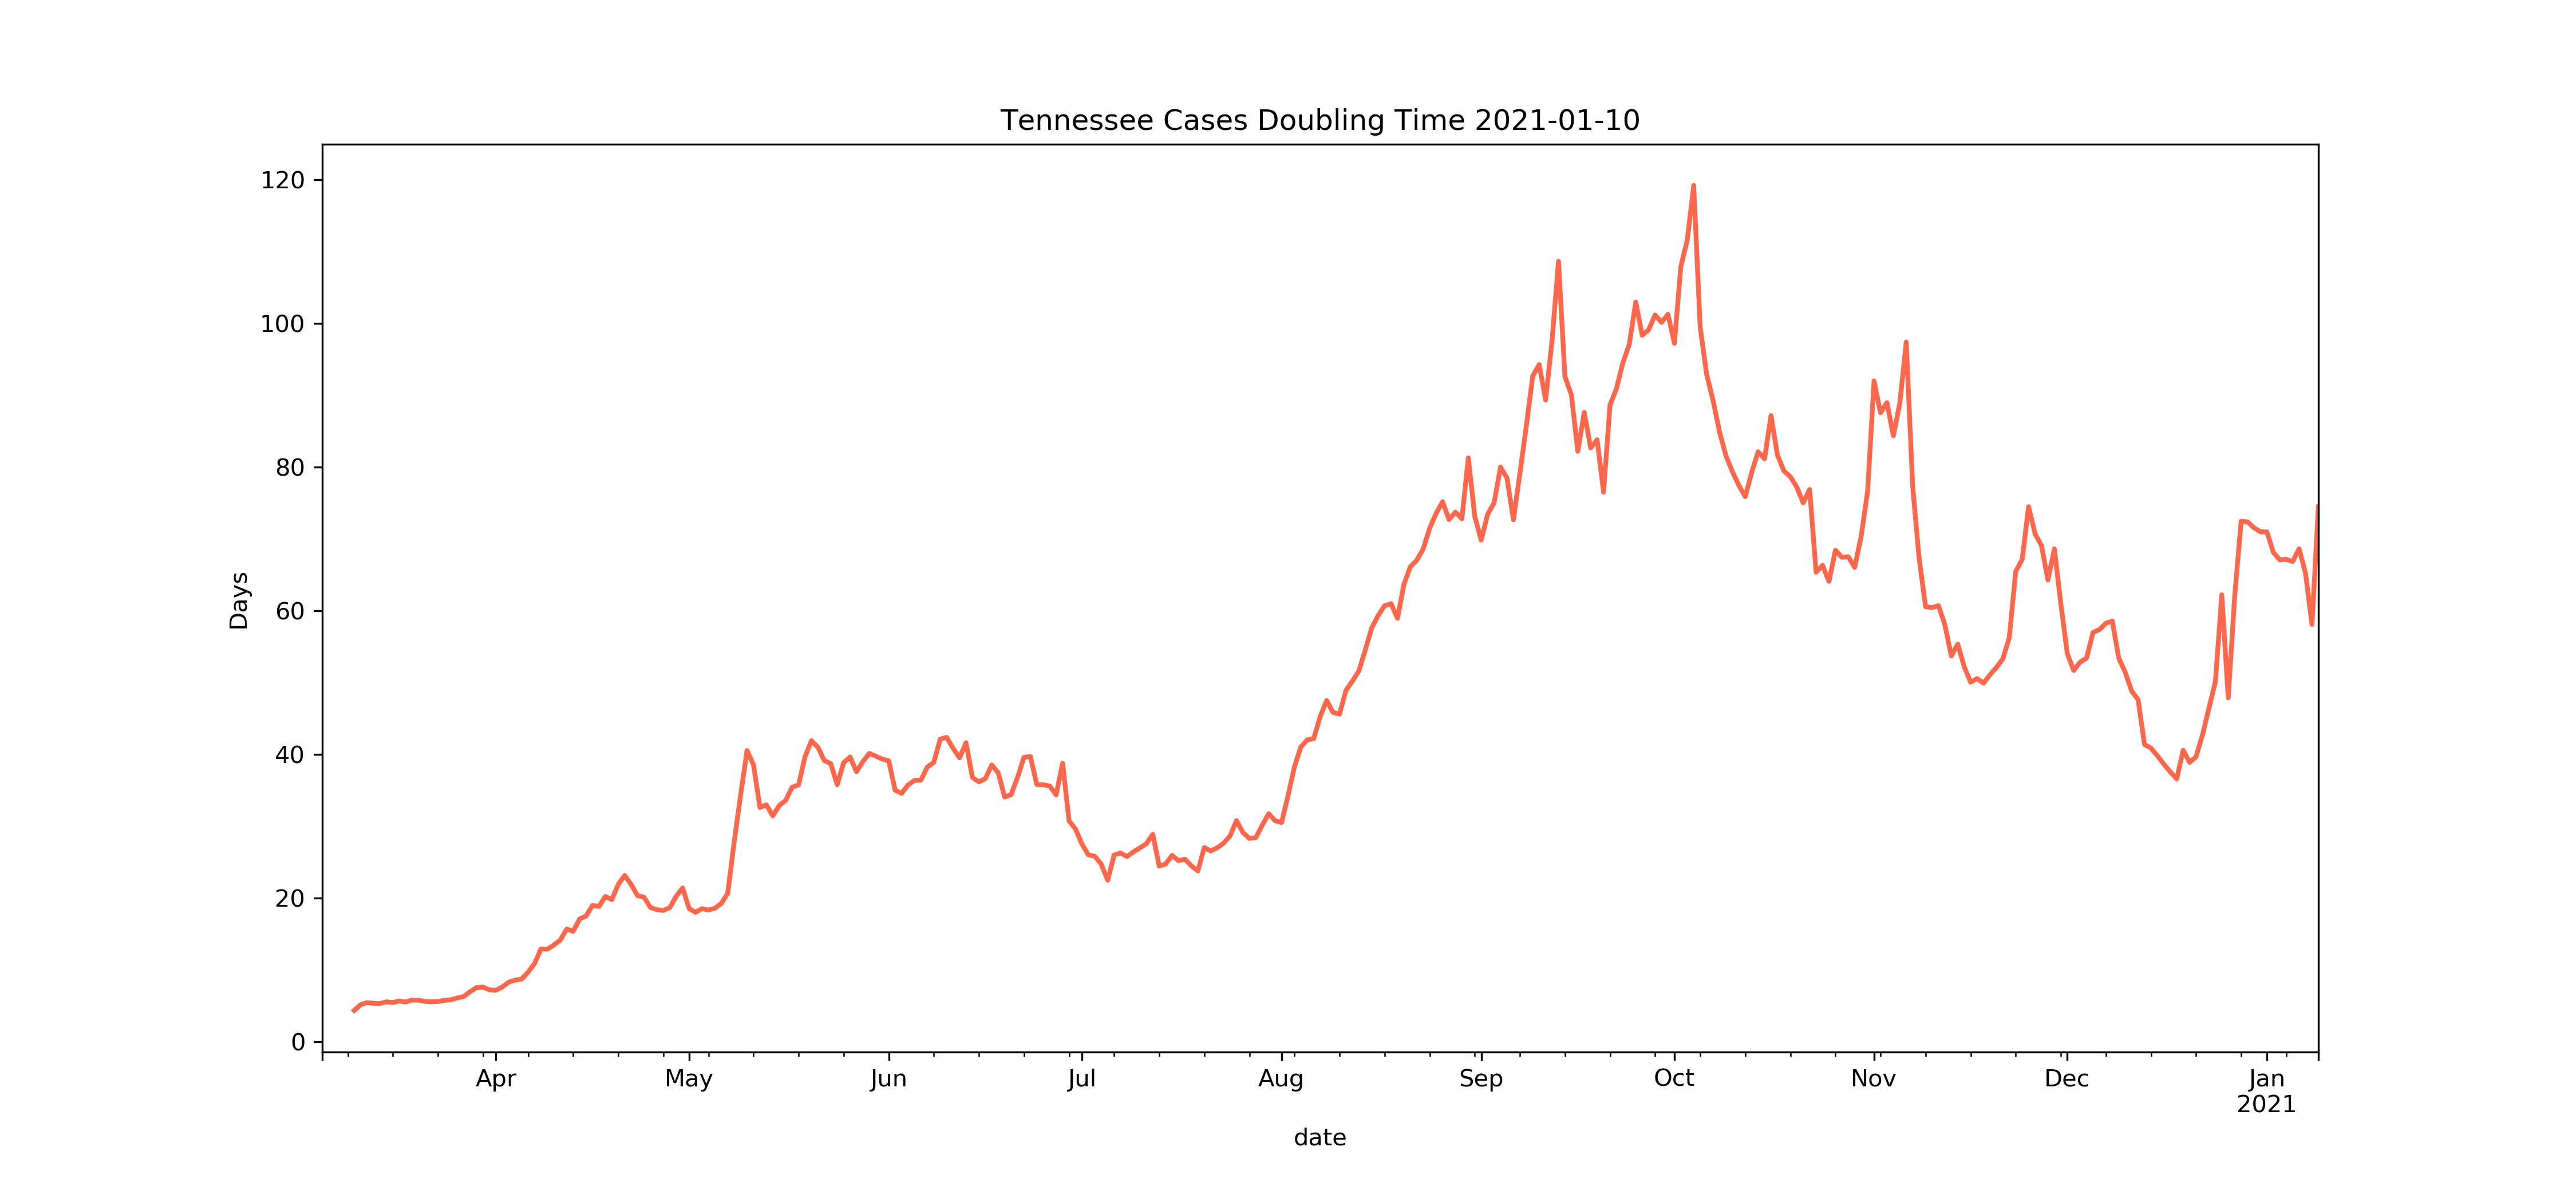 Tennessee Cases Doubling Time 2021-01-10
120
100
80
60
40
20
0
Days
Apr May Jun Jul Aug Sep Oct Nov Dec Jan
2021
date